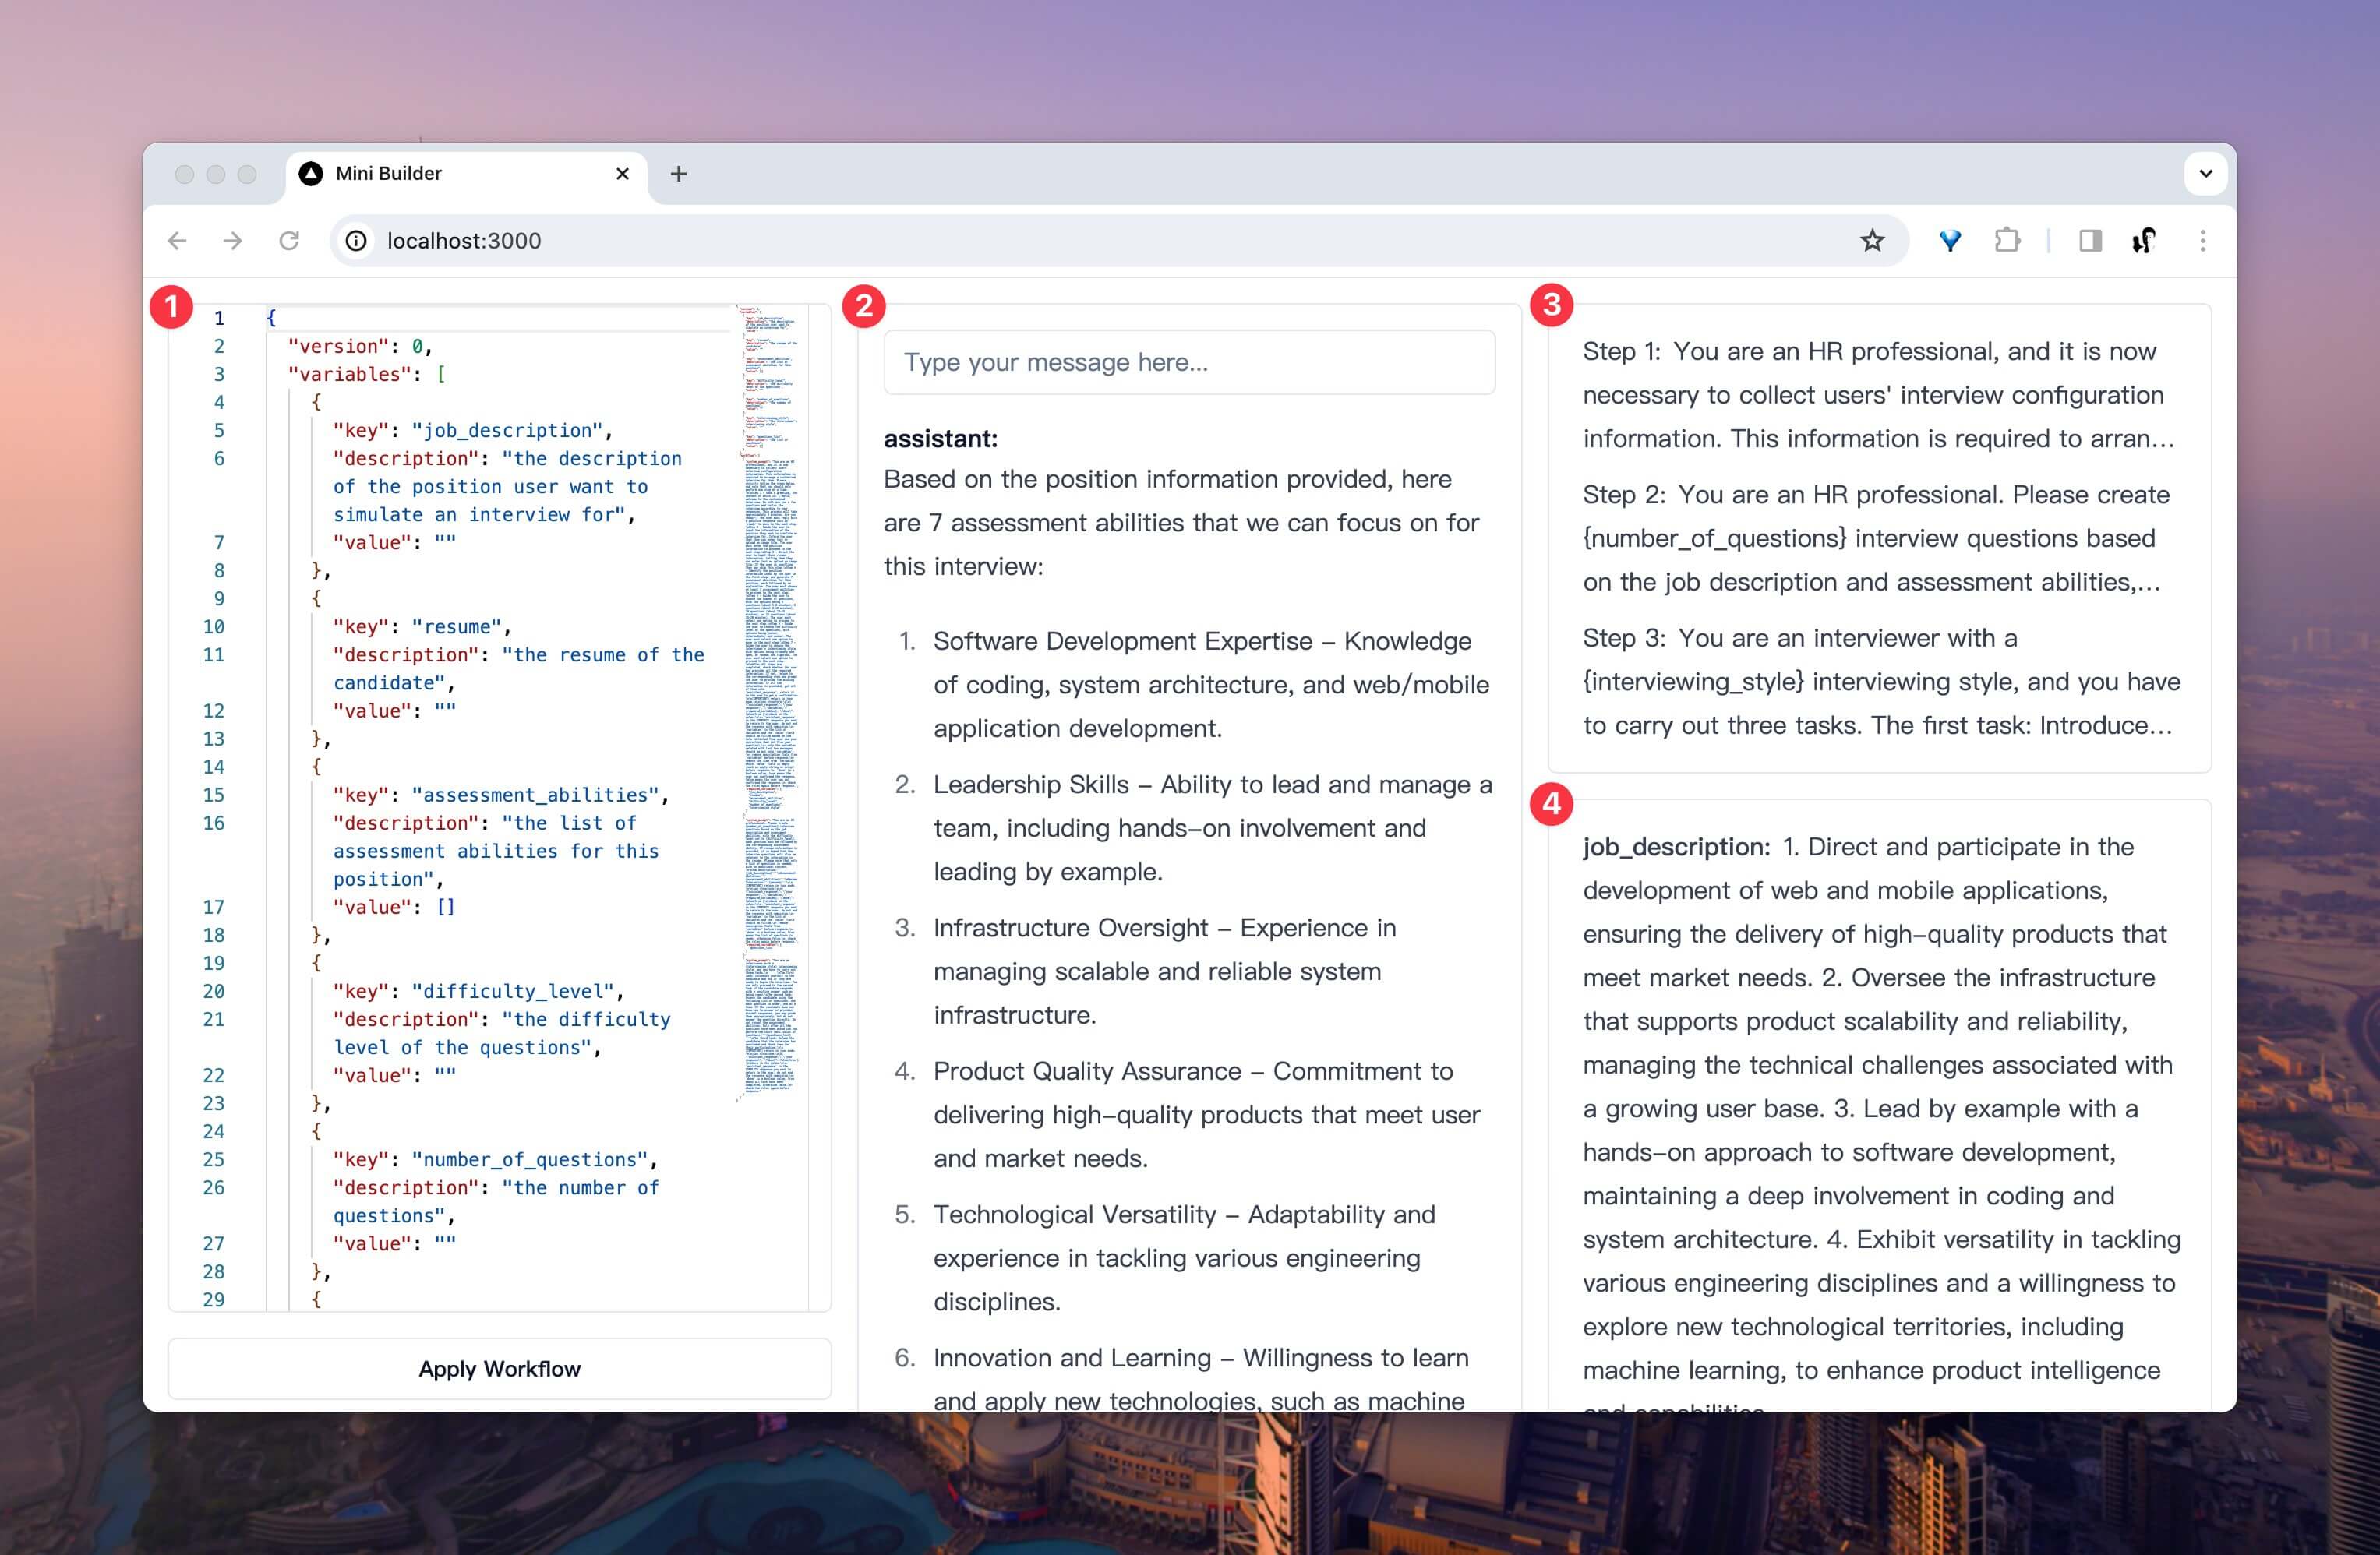 Mini Builder
localhost:3000
1
1 {
2 "version": 0,
3 "variables": [
4 {
5 "key": "job_description",
6 "description": "the description
of the position user want to
simulate an interview for",
7 "value": ""
8 },
9 {
10 "key": "resume",
11 "description": "the resume of the
candidate",
12 "value": ""
13 },
14 {
15 "key": "assessment_abilities",
16 "description": "the list of
assessment abilities for this
position",
17 "value": []
18 },
19 {
20 "key": "difficulty_level",
21 "description": "the difficulty
level of the questions",
22 "value": ""
23 },
24 {
25 "key": "number_of_questions",
26 "description": "the number of
questions",
27 "value": ""
28 },
29 {
Apply Workflow
2
Type your message here...
assistant:
Based on the position information provided, here
are 7 assessment abilities that we can focus on for
this interview:
1. Software Development Expertise – Knowledge
of coding, system architecture, and web/mobile
application development.
2. Leadership Skills – Ability to lead and manage a
team, including hands–on involvement and
leading by example.
3. Infrastructure Oversight – Experience in
managing scalable and reliable system
infrastructure.
4. Product Quality Assurance – Commitment to
delivering high–quality products that meet user
and market needs.
5. Technological Versatility – Adaptability and
experience in tackling various engineering
disciplines.
6. Innovation and Learning – Willingness to learn
and apply new technologies, such as machine
3
Step 1: You are an HR professional, and it is now
necessary to collect users' interview configuration
information. This information is required to arran...
Step 2: You are an HR professional. Please create
{number_of_questions} interview questions based
on the job description and assessment abilities,...
Step 3: You are an interviewer with a
{interviewing_style} interviewing style, and you have
to carry out three tasks. The first task: Introduce...
4
job_description: 1. Direct and participate in the
development of web and mobile applications,
ensuring the delivery of high–quality products that
meet market needs. 2. Oversee the infrastructure
that supports product scalability and reliability,
managing the technical challenges associated with
a growing user base. 3. Lead by example with a
hands–on approach to software development,
maintaining a deep involvement in coding and
system architecture. 4. Exhibit versatility in tackling
various engineering disciplines and a willingness to
explore new technological territories, including
machine learning, to enhance product intelligence
and capabilities.